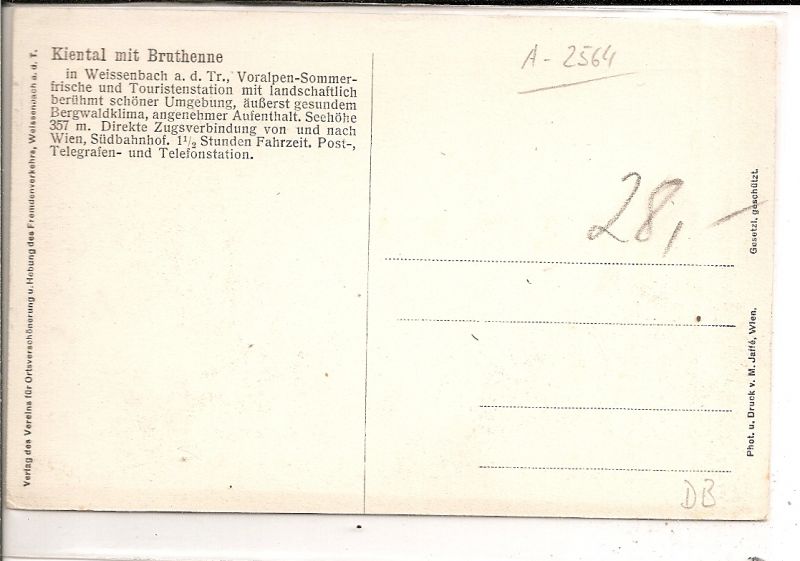 Kiental mit Bruthenne
in Weissenbach a. d. Tr., Voralpen-Sommer-
frische und Touristenstation mit landschaftlich
berühmt schöner Umgebung, äußerst gesundem
Bergwaldklima, angenehmer Aufenthalt. Seehöhe
357 m. Direkte Zugsverbindung von und nach
Wien, Südbahnhof. 1½ Stunden Fahrzeit. Post-,
Telegrafen- und Telefonstation.
Verlag des Vereins für Ortsverschönerung u. Hebung des Fremdenverkehrs, Weissenbach a. d. T.
A - 2564
28,-
Gesetzl. geschützt.
Phot. u. Druck v. M. Jaffé, Wien.
DB